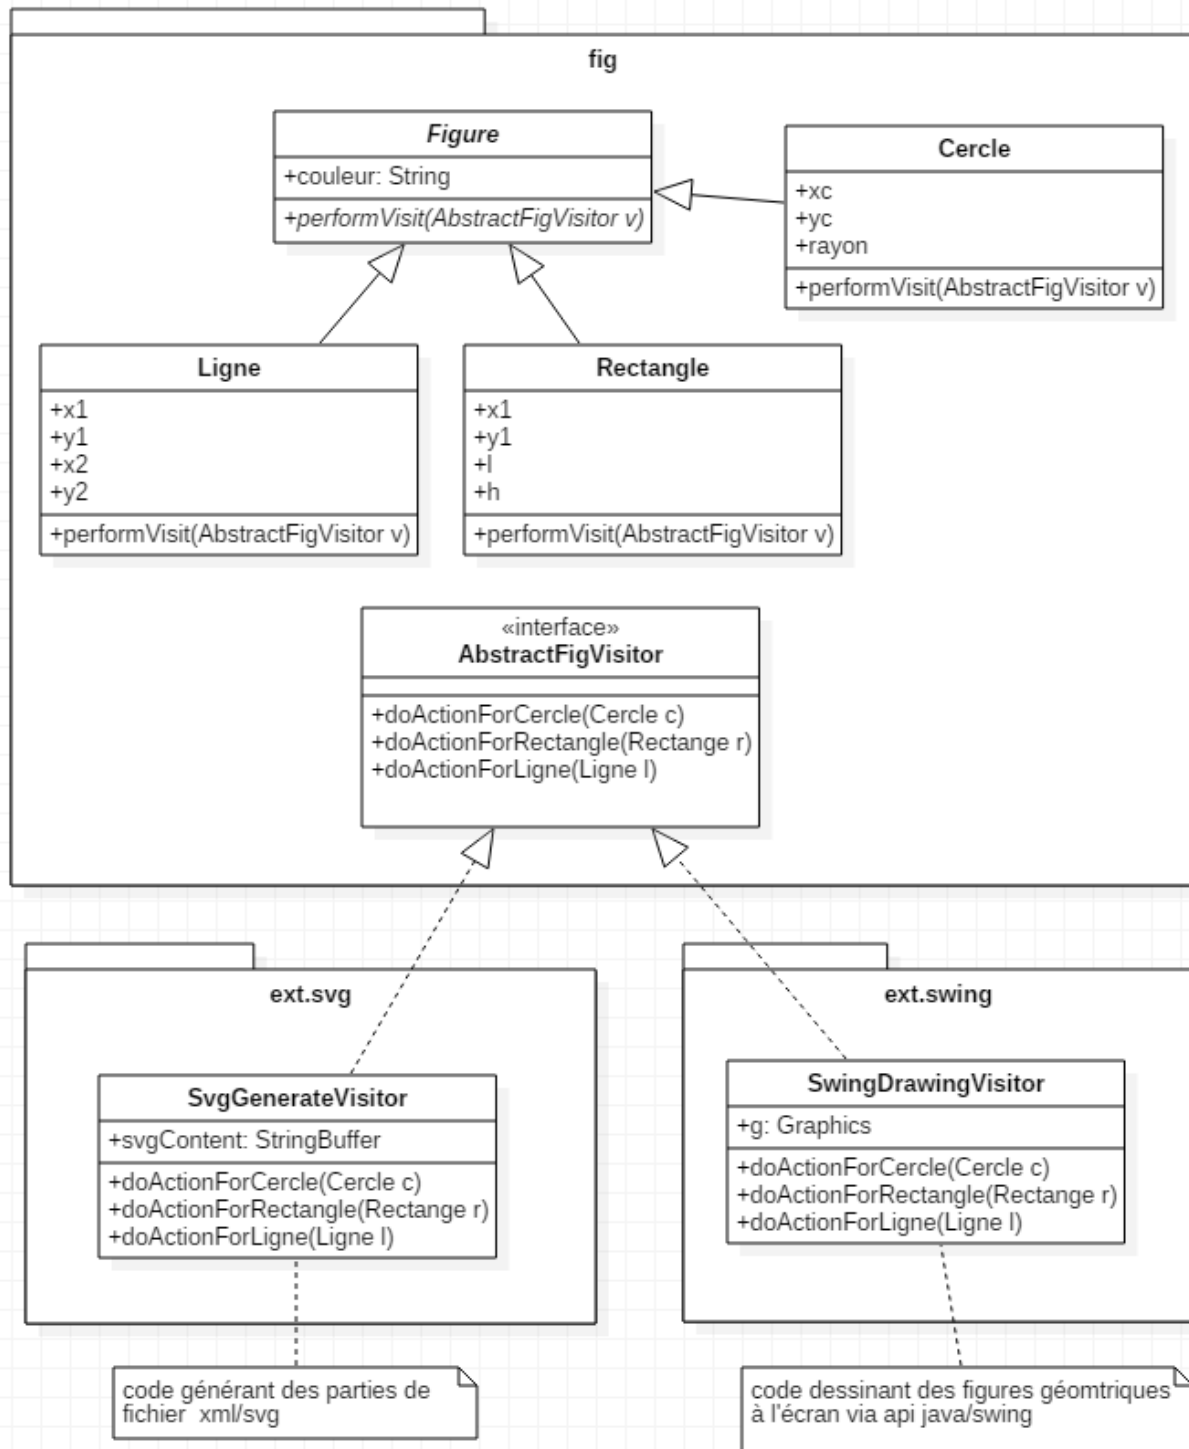 fig
Figure
+couleur: String
+performVisit(AbstractFigVisitor v)
Cercle
+xc
+yc
+rayon
+performVisit(AbstractFigVisitor v)
Ligne
+x1
+y1
+x2
+y2
+performVisit(AbstractFigVisitor v)
Rectangle
+x1
+y1
+l
+h
+performVisit(AbstractFigVisitor v)
«interface»
AbstractFigVisitor
+doActionForCercle(Cercle c)
+doActionForRectangle(Rectange r)
+doActionForLigne(Ligne l)
ext.svg
SvgGenerateVisitor
+svgContent: StringBuffer
+doActionForCercle(Cercle c)
+doActionForRectangle(Rectange r)
+doActionForLigne(Ligne l)
code générant des parties de
fichier  xml/svg
ext.swing
SwingDrawingVisitor
+g: Graphics
+doActionForCercle(Cercle c)
+doActionForRectangle(Rectange r)
+doActionForLigne(Ligne l)
code dessinant des figures géomtriques
à l'écran via api java/swing